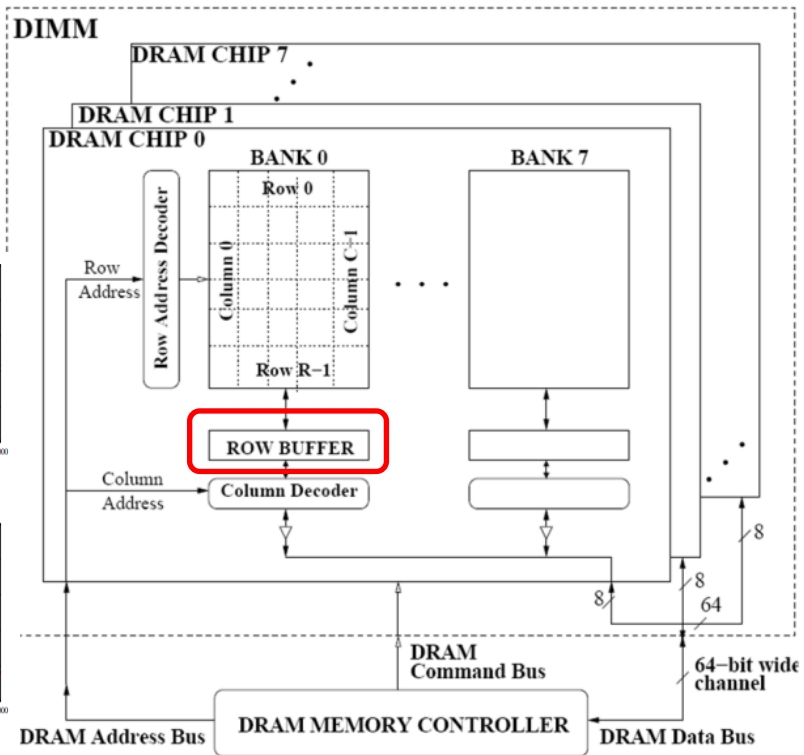 DIMM
DRAM CHIP 7
DRAM CHIP 1
DRAM CHIP 0
BANK 0
BANK 7
Row Address Decoder
Row 0
Column 0
Column C−1
Row
Address
Row R−1
ROW BUFFER
Column
Address
Column Decoder
8
8
8
64
DRAM
Command Bus
64−bit wide
channel
DRAM Address Bus
DRAM MEMORY CONTROLLER
DRAM Data Bus